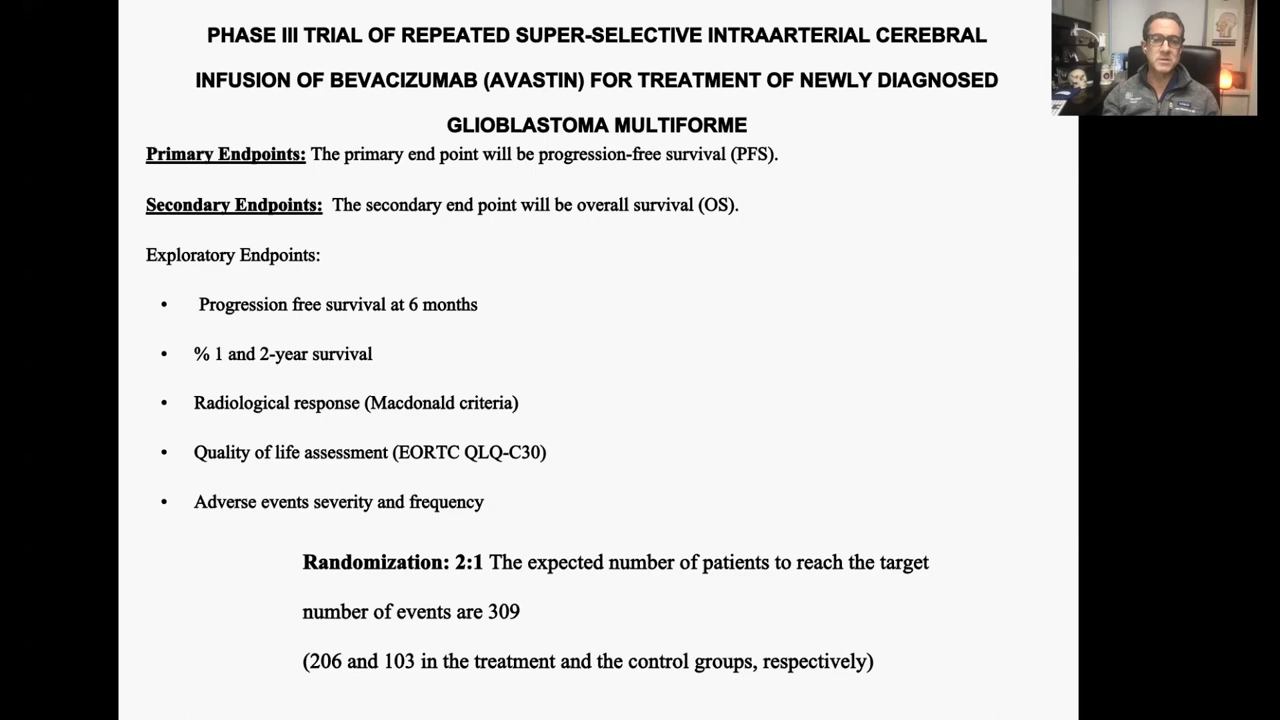 PHASE III TRIAL OF REPEATED SUPER-SELECTIVE INTRAARTERIAL CEREBRAL
INFUSION OF BEVACIZUMAB (AVASTIN) FOR TREATMENT OF NEWLY DIAGNOSED
GLIOBLASTOMA MULTIFORME
Primary Endpoints: The primary end point will be progression-free survival (PFS).
Secondary Endpoints: The secondary end point will be overall survival (OS).
Exploratory Endpoints:
• Progression free survival at 6 months
• % 1 and 2-year survival
• Radiological response (Macdonald criteria)
• Quality of life assessment (EORTC QLQ-C30)
• Adverse events severity and frequency
Randomization: 2:1 The expected number of patients to reach the target
number of events are 309
(206 and 103 in the treatment and the control groups, respectively)